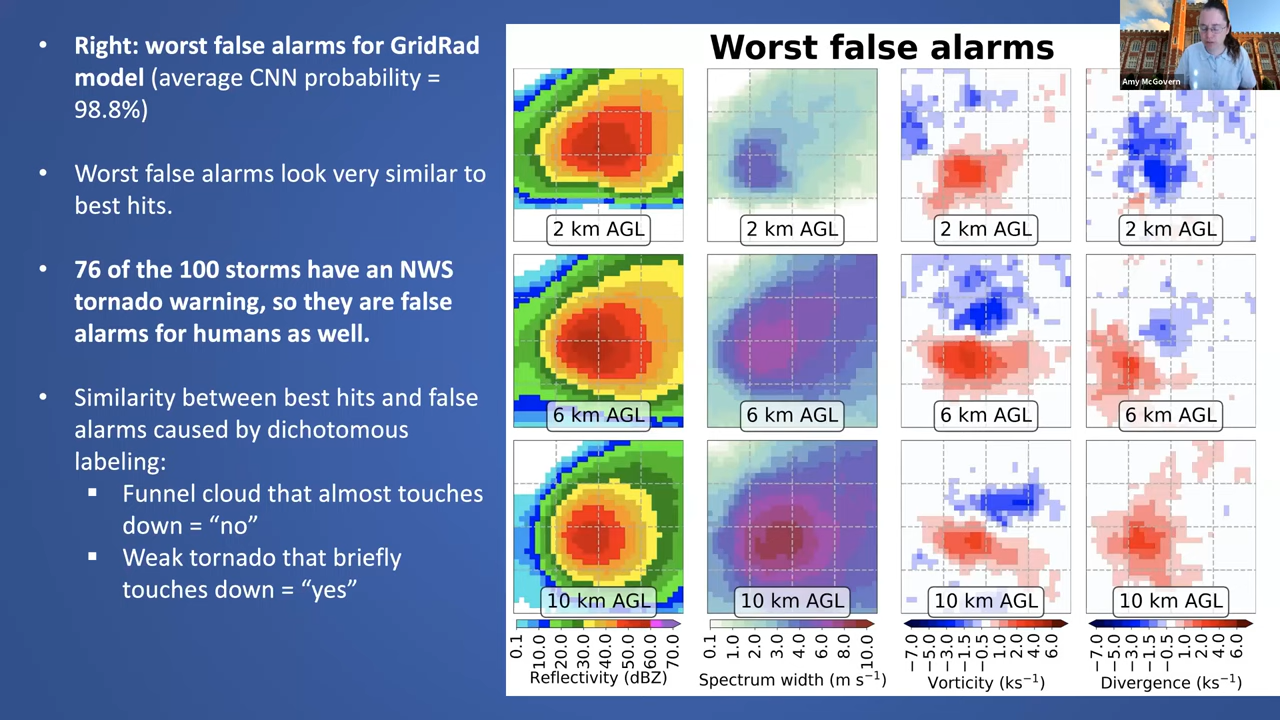 • Right: worst false alarms for GridRad
model (average CNN probability =
98.8%)
• Worst false alarms look very similar to
best hits.
• 76 of the 100 storms have an NWS
tornado warning, so they are false
alarms for humans as well.
• Similarity between best hits and false
alarms caused by dichotomous
labeling:
▪ Funnel cloud that almost touches
down = “no”
▪ Weak tornado that briefly
touches down = “yes”
Worst false alarms
Amy McGovern
2 km AGL 2 km AGL 2 km AGL 2 km AGL
6 km AGL 6 km AGL 6 km AGL 6 km AGL
10 km AGL 10 km AGL 10 km AGL 10 km AGL
0.1 10.0 20.0 30.0 40.0 50.0 60.0 70.0
Reflectivity (dBZ)
0.1 1.0 2.0 3.0 4.0 6.0 8.0 10.0
Spectrum width (m s⁻¹)
−7.0 −5.0 −3.0 −1.5 −0.5 1.0 2.0 4.0 6.0
Vorticity (ks⁻¹)
−7.0 −5.0 −3.0 −1.5 −0.5 1.0 2.0 4.0 6.0
Divergence (ks⁻¹)